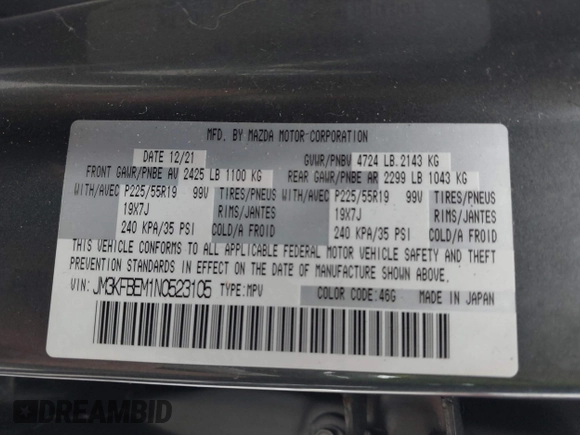 MFD. BY MAZDA MOTOR CORPORATION
DATE 12/21 GVWR/PNBV 4724 LB 2143 KG
FRONT GAWR/PNBE AV 2425 LB 1100 KG REAR GAWR/PNBE AR 2299 LB 1043 KG
WITH/AVEC P225/55R19 99V TIRES/PNEUS WITH/AVEC P225/55R19 99V TIRES/PNEUS
19X7J RIMS/JANTES 19X7J RIMS/JANTES
240 KPA/35 PSI COLD/A FROID 240 KPA/35 PSI COLD/A FROID
THIS VEHICLE CONFORMS TO ALL APPLICABLE FEDERAL MOTOR VEHICLE SAFETY AND THEFT
PREVENTION STANDARDS IN EFFECT ON THE DATE OF MANUFACTURE SHOWN ABOVE.
VIN: JM3KFBEM1N0523105 TYPE:MPV COLOR CODE:46G MADE IN JAPAN
DREAMBID